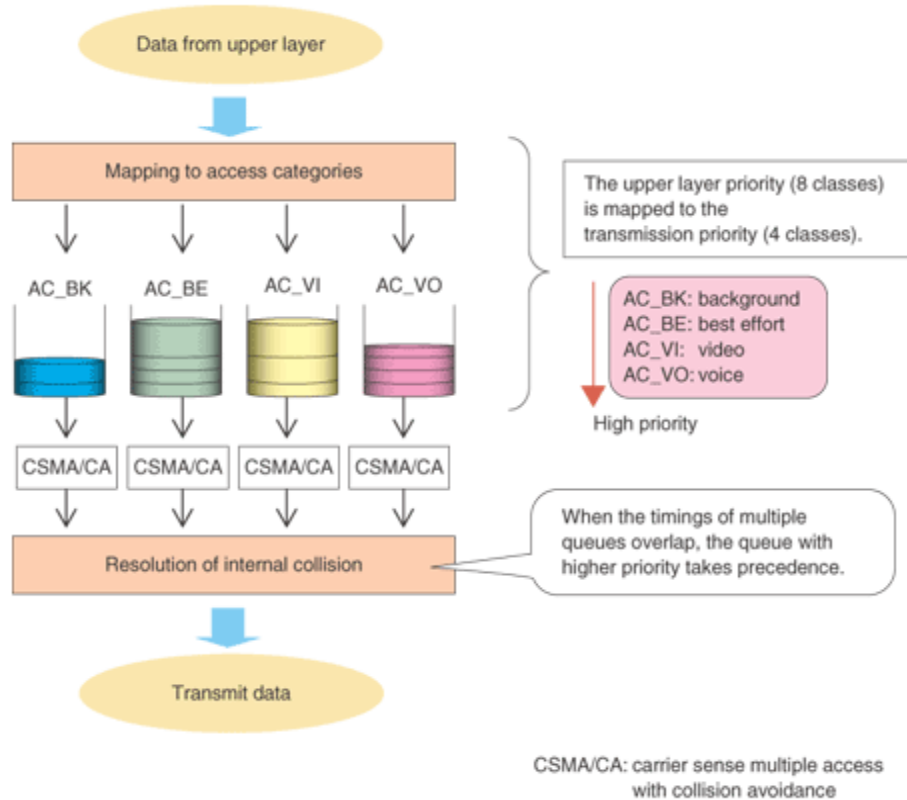 Data from upper layer
Mapping to access categories
The upper layer priority (8 classes)
is mapped to the
transmission priority (4 classes).
AC_BK
AC_BE
AC_VI
AC_VO
AC_BK: background
AC_BE: best effort
AC_VI: video
AC_VO: voice
High priority
CSMA/CA
CSMA/CA
CSMA/CA
CSMA/CA
When the timings of multiple
queues overlap, the queue with
higher priority takes precedence.
Resolution of internal collision
Transmit data
CSMA/CA: carrier sense multiple access
with collision avoidance